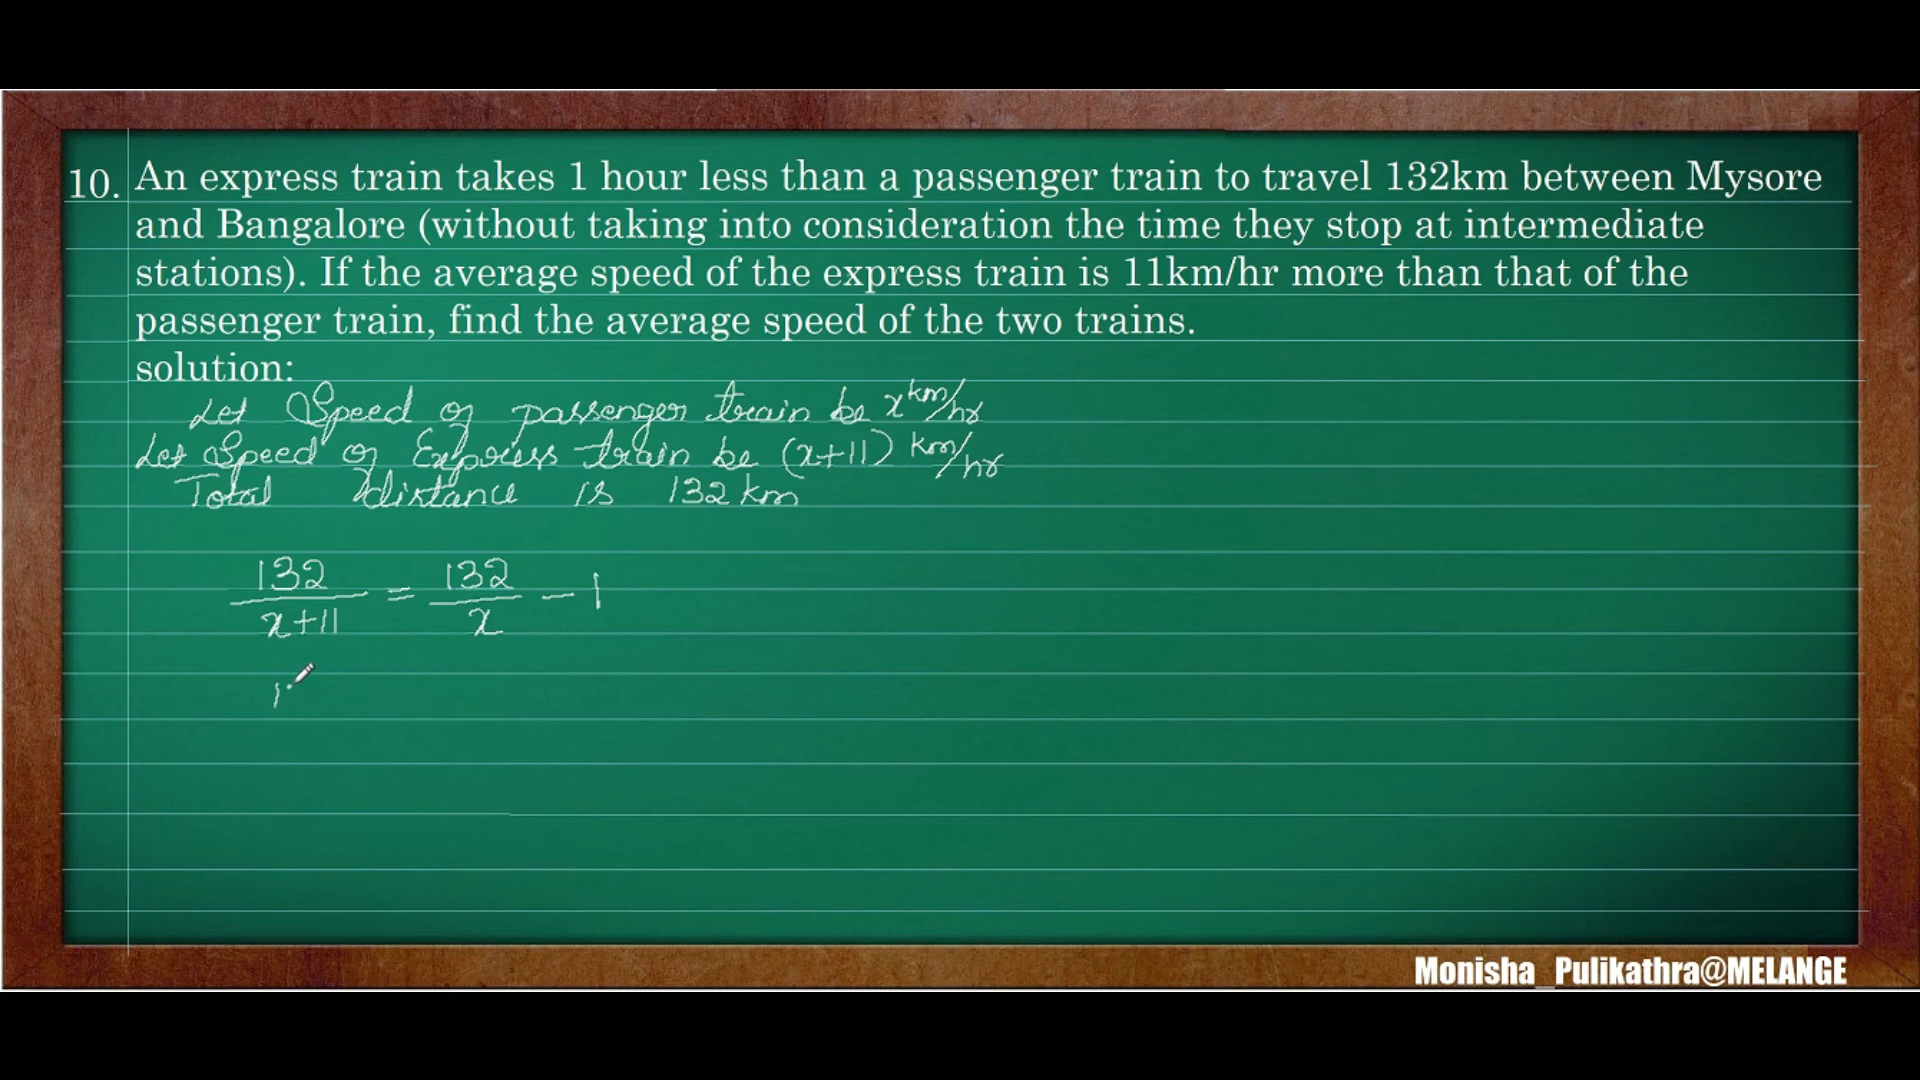 10. An express train takes 1 hour less than a passenger train to travel 132km between Mysore
and Bangalore (without taking into consideration the time they stop at intermediate
stations). If the average speed of the express train is 11km/hr more than that of the
passenger train, find the average speed of the two trains.
solution:
Let Speed of passenger train be x km/hr
Let Speed of Express train be (x+11) km/hr
Total distance is 132 km
132/x+11 = 132/x - 1
1
Monisha_Pulikathra@MELANGE